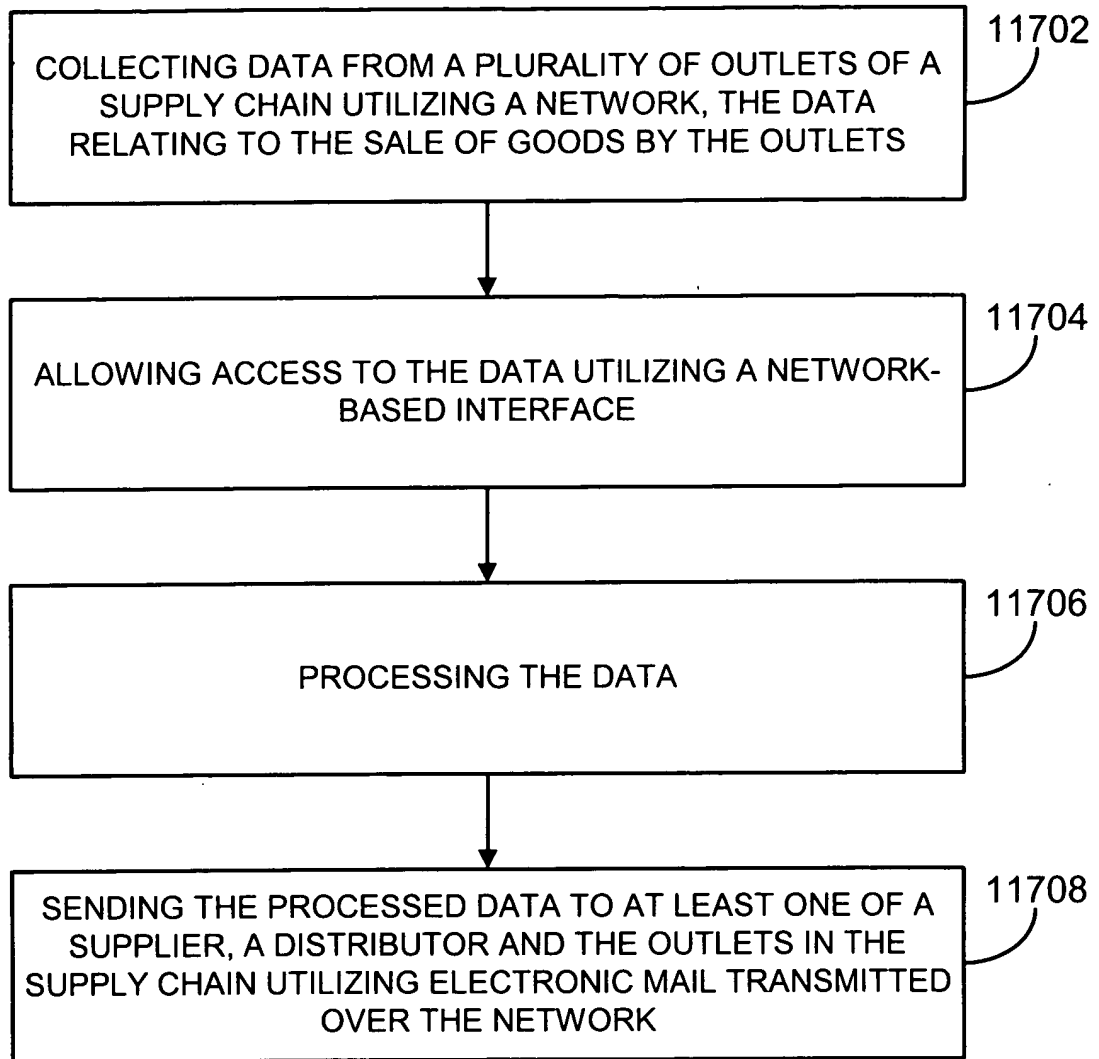 11702
COLLECTING DATA FROM A PLURALITY OF OUTLETS OF A
SUPPLY CHAIN UTILIZING A NETWORK, THE DATA
RELATING TO THE SALE OF GOODS BY THE OUTLETS
11704
ALLOWING ACCESS TO THE DATA UTILIZING A NETWORK-
BASED INTERFACE
11706
PROCESSING THE DATA
11708
SENDING THE PROCESSED DATA TO AT LEAST ONE OF A
SUPPLIER, A DISTRIBUTOR AND THE OUTLETS IN THE
SUPPLY CHAIN UTILIZING ELECTRONIC MAIL TRANSMITTED
OVER THE NETWORK